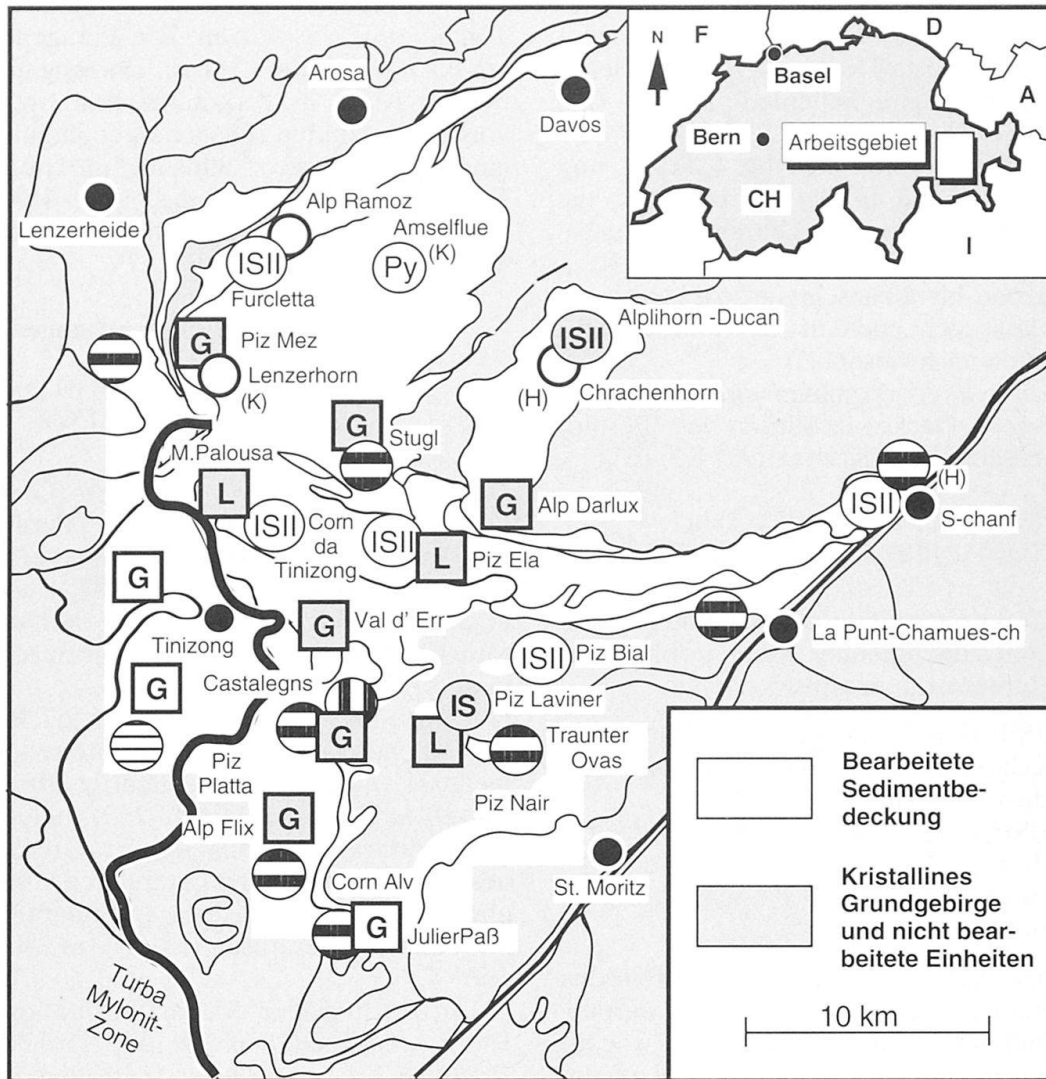 F
D
N
Basel
A
Bern
Arbeitsgebiet
CH
I
Arosa
Davos
Lenzerheide
Alp Ramoz
Amselflue
(K)
ISII
Py
Furcletta
ISII
Alplihorn -Ducan
G
Piz Mez
Lenzerhorn
(K)
(H)
Chrachenhorn
G
Stugl
M.Palousa
L
ISII
Corn
da
Tinizong
ISII
L
Piz Ela
G
Alp Darlux
(H)
ISII
S-chanf
G
Tinizong
G
Val d' Err
ISII
Piz Bial
La Punt-Chamues-ch
G
Castalegns
G
IS
Piz Laviner
L
Traunter
Ovas
Piz
Platta
Piz Nair
Alp Flix
G
St. Moritz
Corn Alv
G
JulierPaß
Turba
Mylonit-
Zone
Bearbeitete
Sedimentbe-
deckung
Kristallines
Grundgebirge
und nicht bear-
beitete Einheiten
10 km